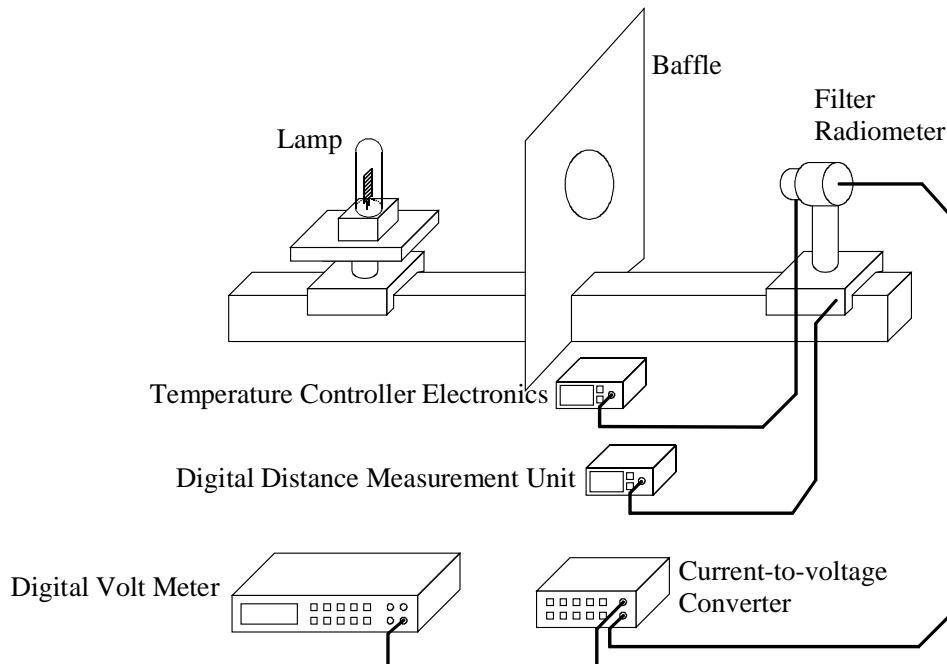 Baffle
Filter
Radiometer
Lamp
Temperature Controller Electronics
Digital Distance Measurement Unit
Digital Volt Meter
Current-to-voltage
Converter